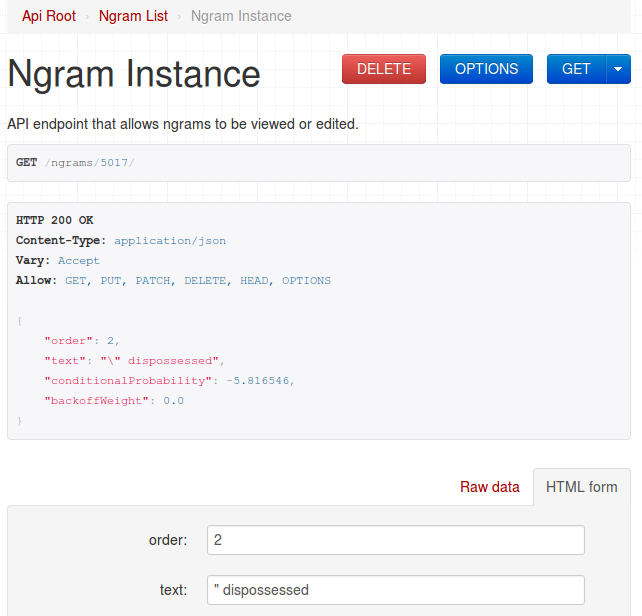 Api Root › Ngram List › Ngram Instance
Ngram Instance DELETE OPTIONS GET
API endpoint that allows ngrams to be viewed or edited.
GET /ngrams/5017/
HTTP 200 OK
Content-Type: application/json
Vary: Accept
Allow: GET, PUT, PATCH, DELETE, HEAD, OPTIONS
{
    "order": 2,
    "text": "\" dispossessed",
    "conditionalProbability": -5.816546,
    "backoffWeight": 0.0
}
Raw data HTML form
order: 2
text: " dispossessed